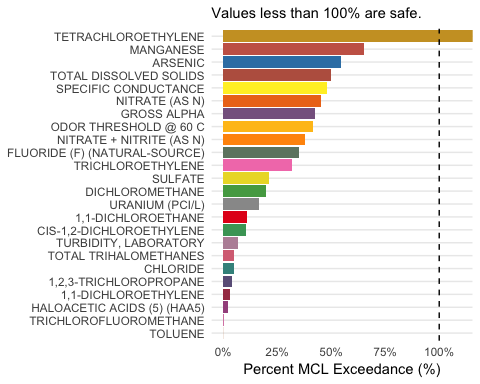 Values less than 100% are safe.
TETRACHLOROETHYLENE
MANGANESE
ARSENIC
TOTAL DISSOLVED SOLIDS
SPECIFIC CONDUCTANCE
NITRATE (AS N)
GROSS ALPHA
ODOR THRESHOLD @ 60 C
NITRATE + NITRITE (AS N)
FLUORIDE (F) (NATURAL-SOURCE)
TRICHLOROETHYLENE
SULFATE
DICHLOROMETHANE
URANIUM (PCI/L)
1,1-DICHLOROETHANE
CIS-1,2-DICHLOROETHYLENE
TURBIDITY, LABORATORY
TOTAL TRIHALOMETHANES
CHLORIDE
1,2,3-TRICHLOROPROPANE
1,1-DICHLOROETHYLENE
HALOACETIC ACIDS (5) (HAA5)
TRICHLOROFLUOROMETHANE
TOLUENE
0% 25% 50% 75% 100%
Percent MCL Exceedance (%)